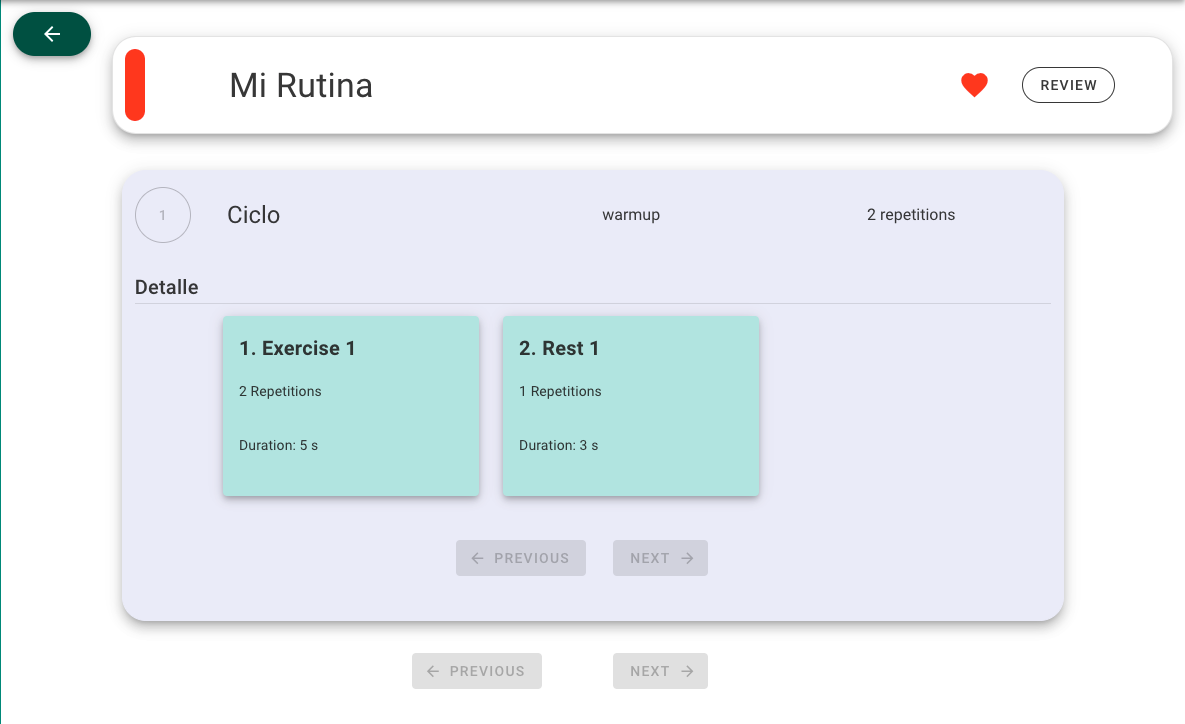 Mi Rutina
REVIEW
1
Ciclo
warmup
2 repetitions
Detalle
1. Exercise 1
2 Repetitions
Duration: 5 s
2. Rest 1
1 Repetitions
Duration: 3 s
PREVIOUS
NEXT
PREVIOUS
NEXT